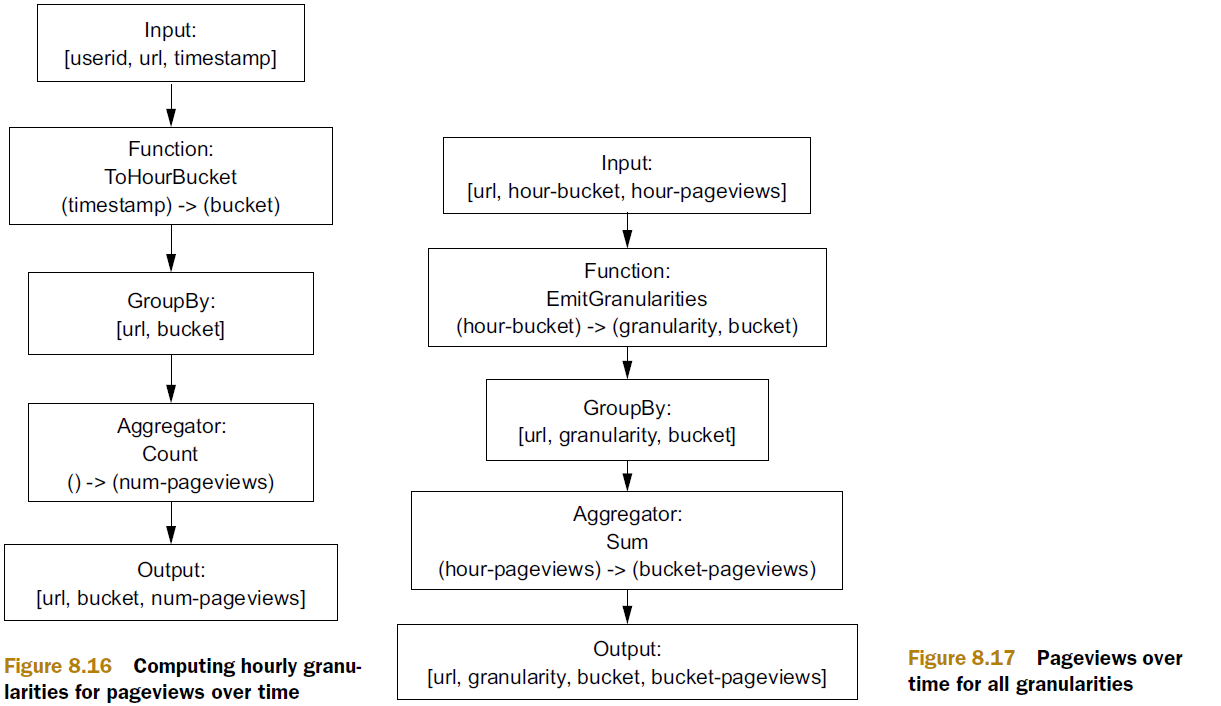 Input:
[userid, url, timestamp]
Function:
ToHourBucket
(timestamp) -> (bucket)
GroupBy:
[url, bucket]
Aggregator:
Count
() -> (num-pageviews)
Output:
[url, bucket, num-pageviews]
Figure 8.16 Computing hourly granu-
larities for pageviews over time
Input:
[url, hour-bucket, hour-pageviews]
Function:
EmitGranularities
(hour-bucket) -> (granularity, bucket)
GroupBy:
[url, granularity, bucket]
Aggregator:
Sum
(hour-pageviews) -> (bucket-pageviews)
Output:
[url, granularity, bucket, bucket-pageviews]
Figure 8.17 Pageviews over
time for all granularities